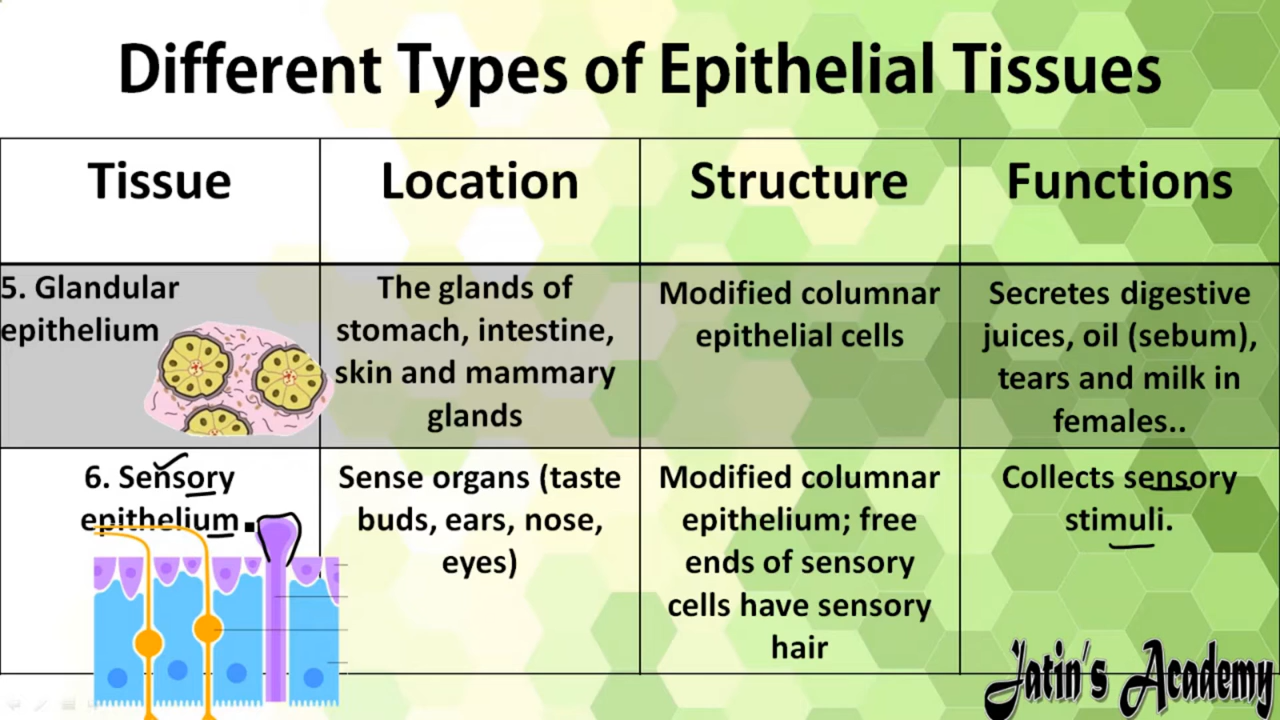 Different Types of Epithelial Tissues
Tissue
Location
Structure
Functions
5. Glandular
epithelium
The glands of
stomach, intestine,
skin and mammary
glands
Modified columnar
epithelial cells
Secretes digestive
juices, oil (sebum),
tears and milk in
females..
6. Sensory
epithelium.
Sense organs (taste
buds, ears, nose,
eyes)
Modified columnar
epithelium; free
ends of sensory
cells have sensory
hair
Collects sensory
stimuli.
Jatin's Academy